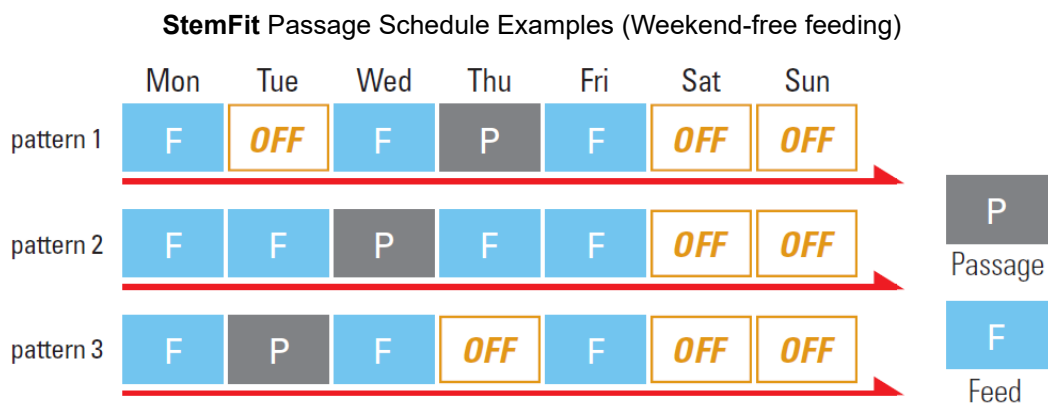 StemFit Passage Schedule Examples (Weekend-free feeding)
Mon Tue Wed Thu Fri Sat Sun
pattern 1 F OFF F P F OFF OFF
pattern 2 F F P F F OFF OFF
pattern 3 F P F OFF F OFF OFF
P
Passage
F
Feed